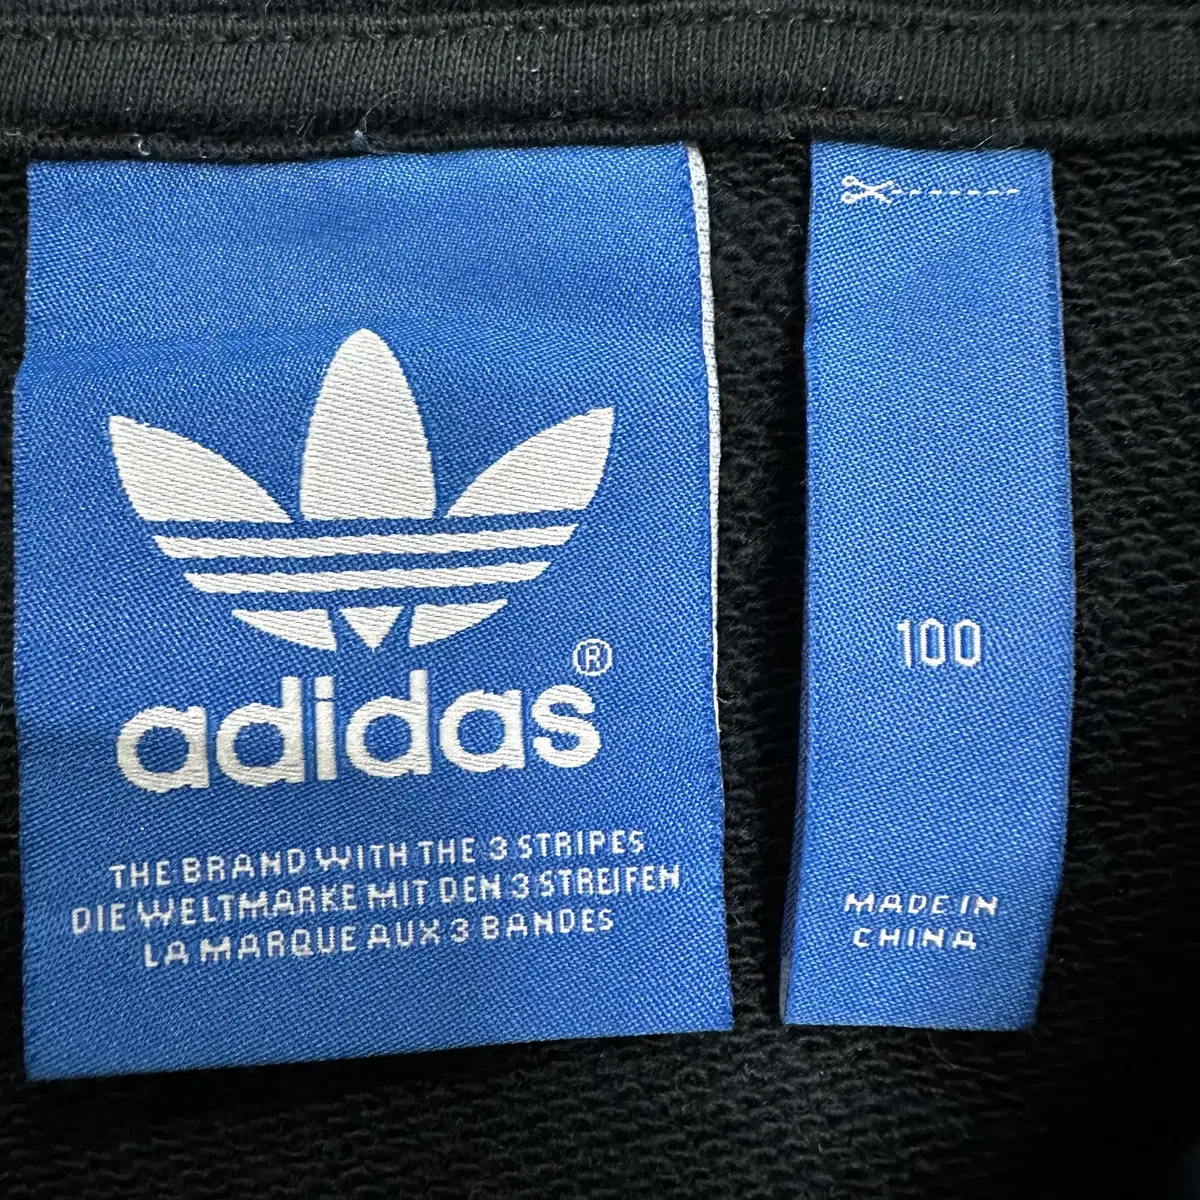 adidas®
THE BRAND WITH THE 3 STRIPES
DIE WELTMARKE MIT DEN 3 STREIFEN
LA MARQUE AUX 3 BANDES
100
MADE IN
CHINA